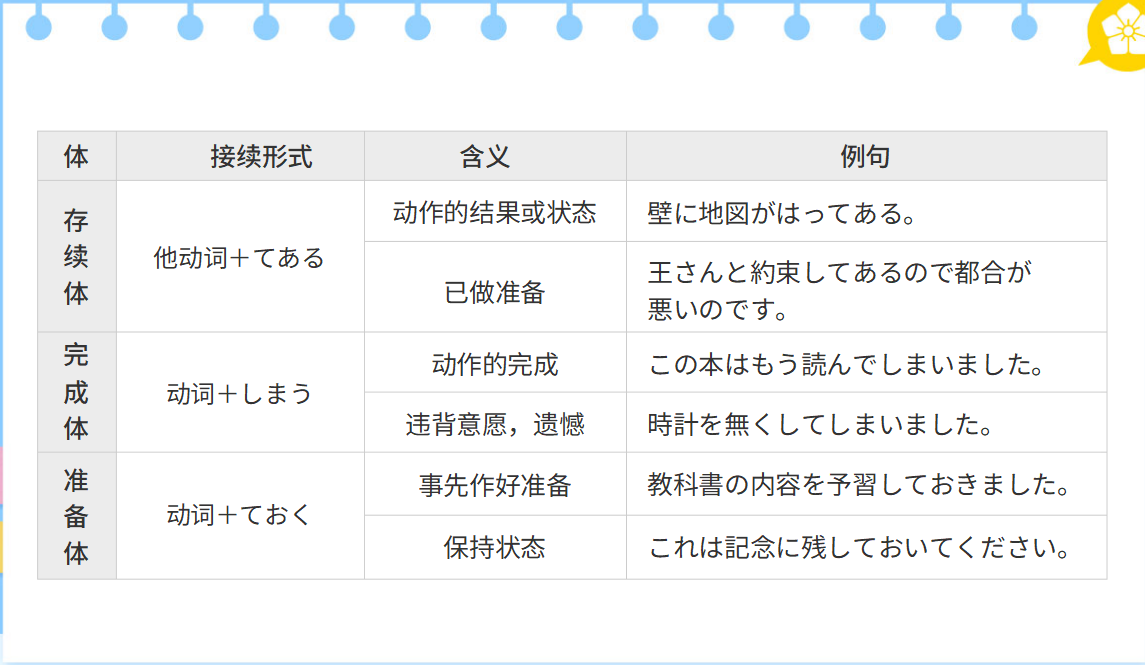 体 接续形式 含义 例句
存续体 他动词＋てある 动作的结果或状态 壁に地図がはってある。
已做准备 王さんと約束してあるので都合が
悪いのです。
完成体 动词＋しまう 动作的完成 この本はもう読んでしまいました。
违背意愿，遗憾 時計を無くしてしまいました。
准备体 动词＋ておく 事先作好准备 教科書の内容を予習しておきました。
保持状态 これは記念に残しておいてください。